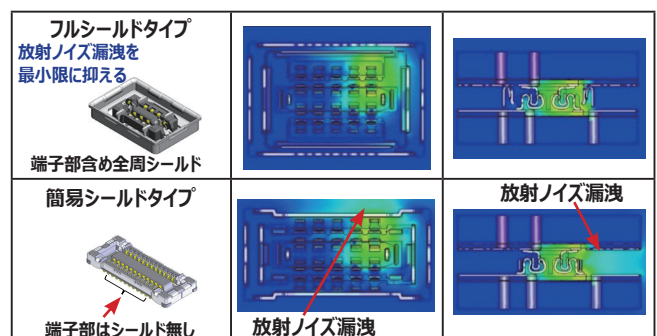 フルシールドタイプ
放射ノイズ漏洩を
最小限に抑える
端子部含め全周シールド
簡易シールドタイプ
端子部はシールド無し
放射ノイズ漏洩
放射ノイズ漏洩